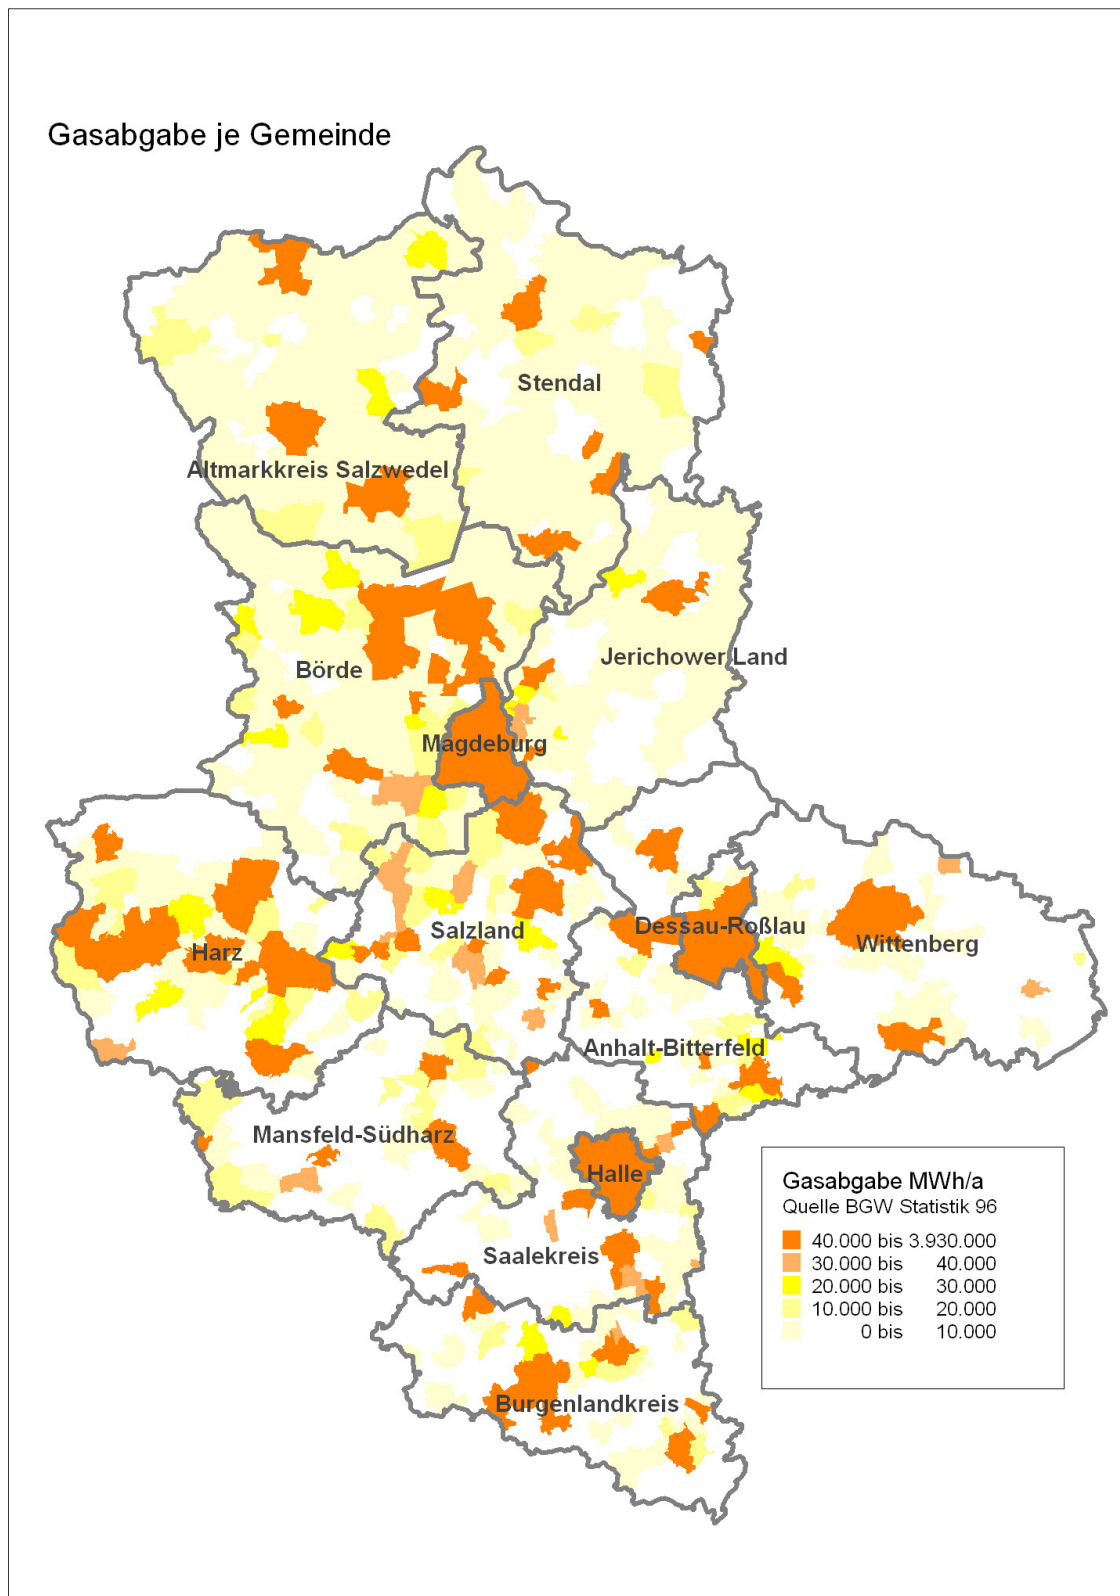 Gasabgabe je Gemeinde
Stendal
Altmarkkreis Salzwedel
Jerichower Land
Börde
Magdeburg
Dessau-Roßlau
Salzland
Wittenberg
Harz
Anhalt-Bitterfeld
Mansfeld-Südharz
Halle
Saalekreis
Burgenlandkreis
Gasabgabe MWh/a
Quelle BGW Statistik 96
40.000 bis 3.930.000
30.000 bis 40.000
20.000 bis 30.000
10.000 bis 20.000
0 bis 10.000